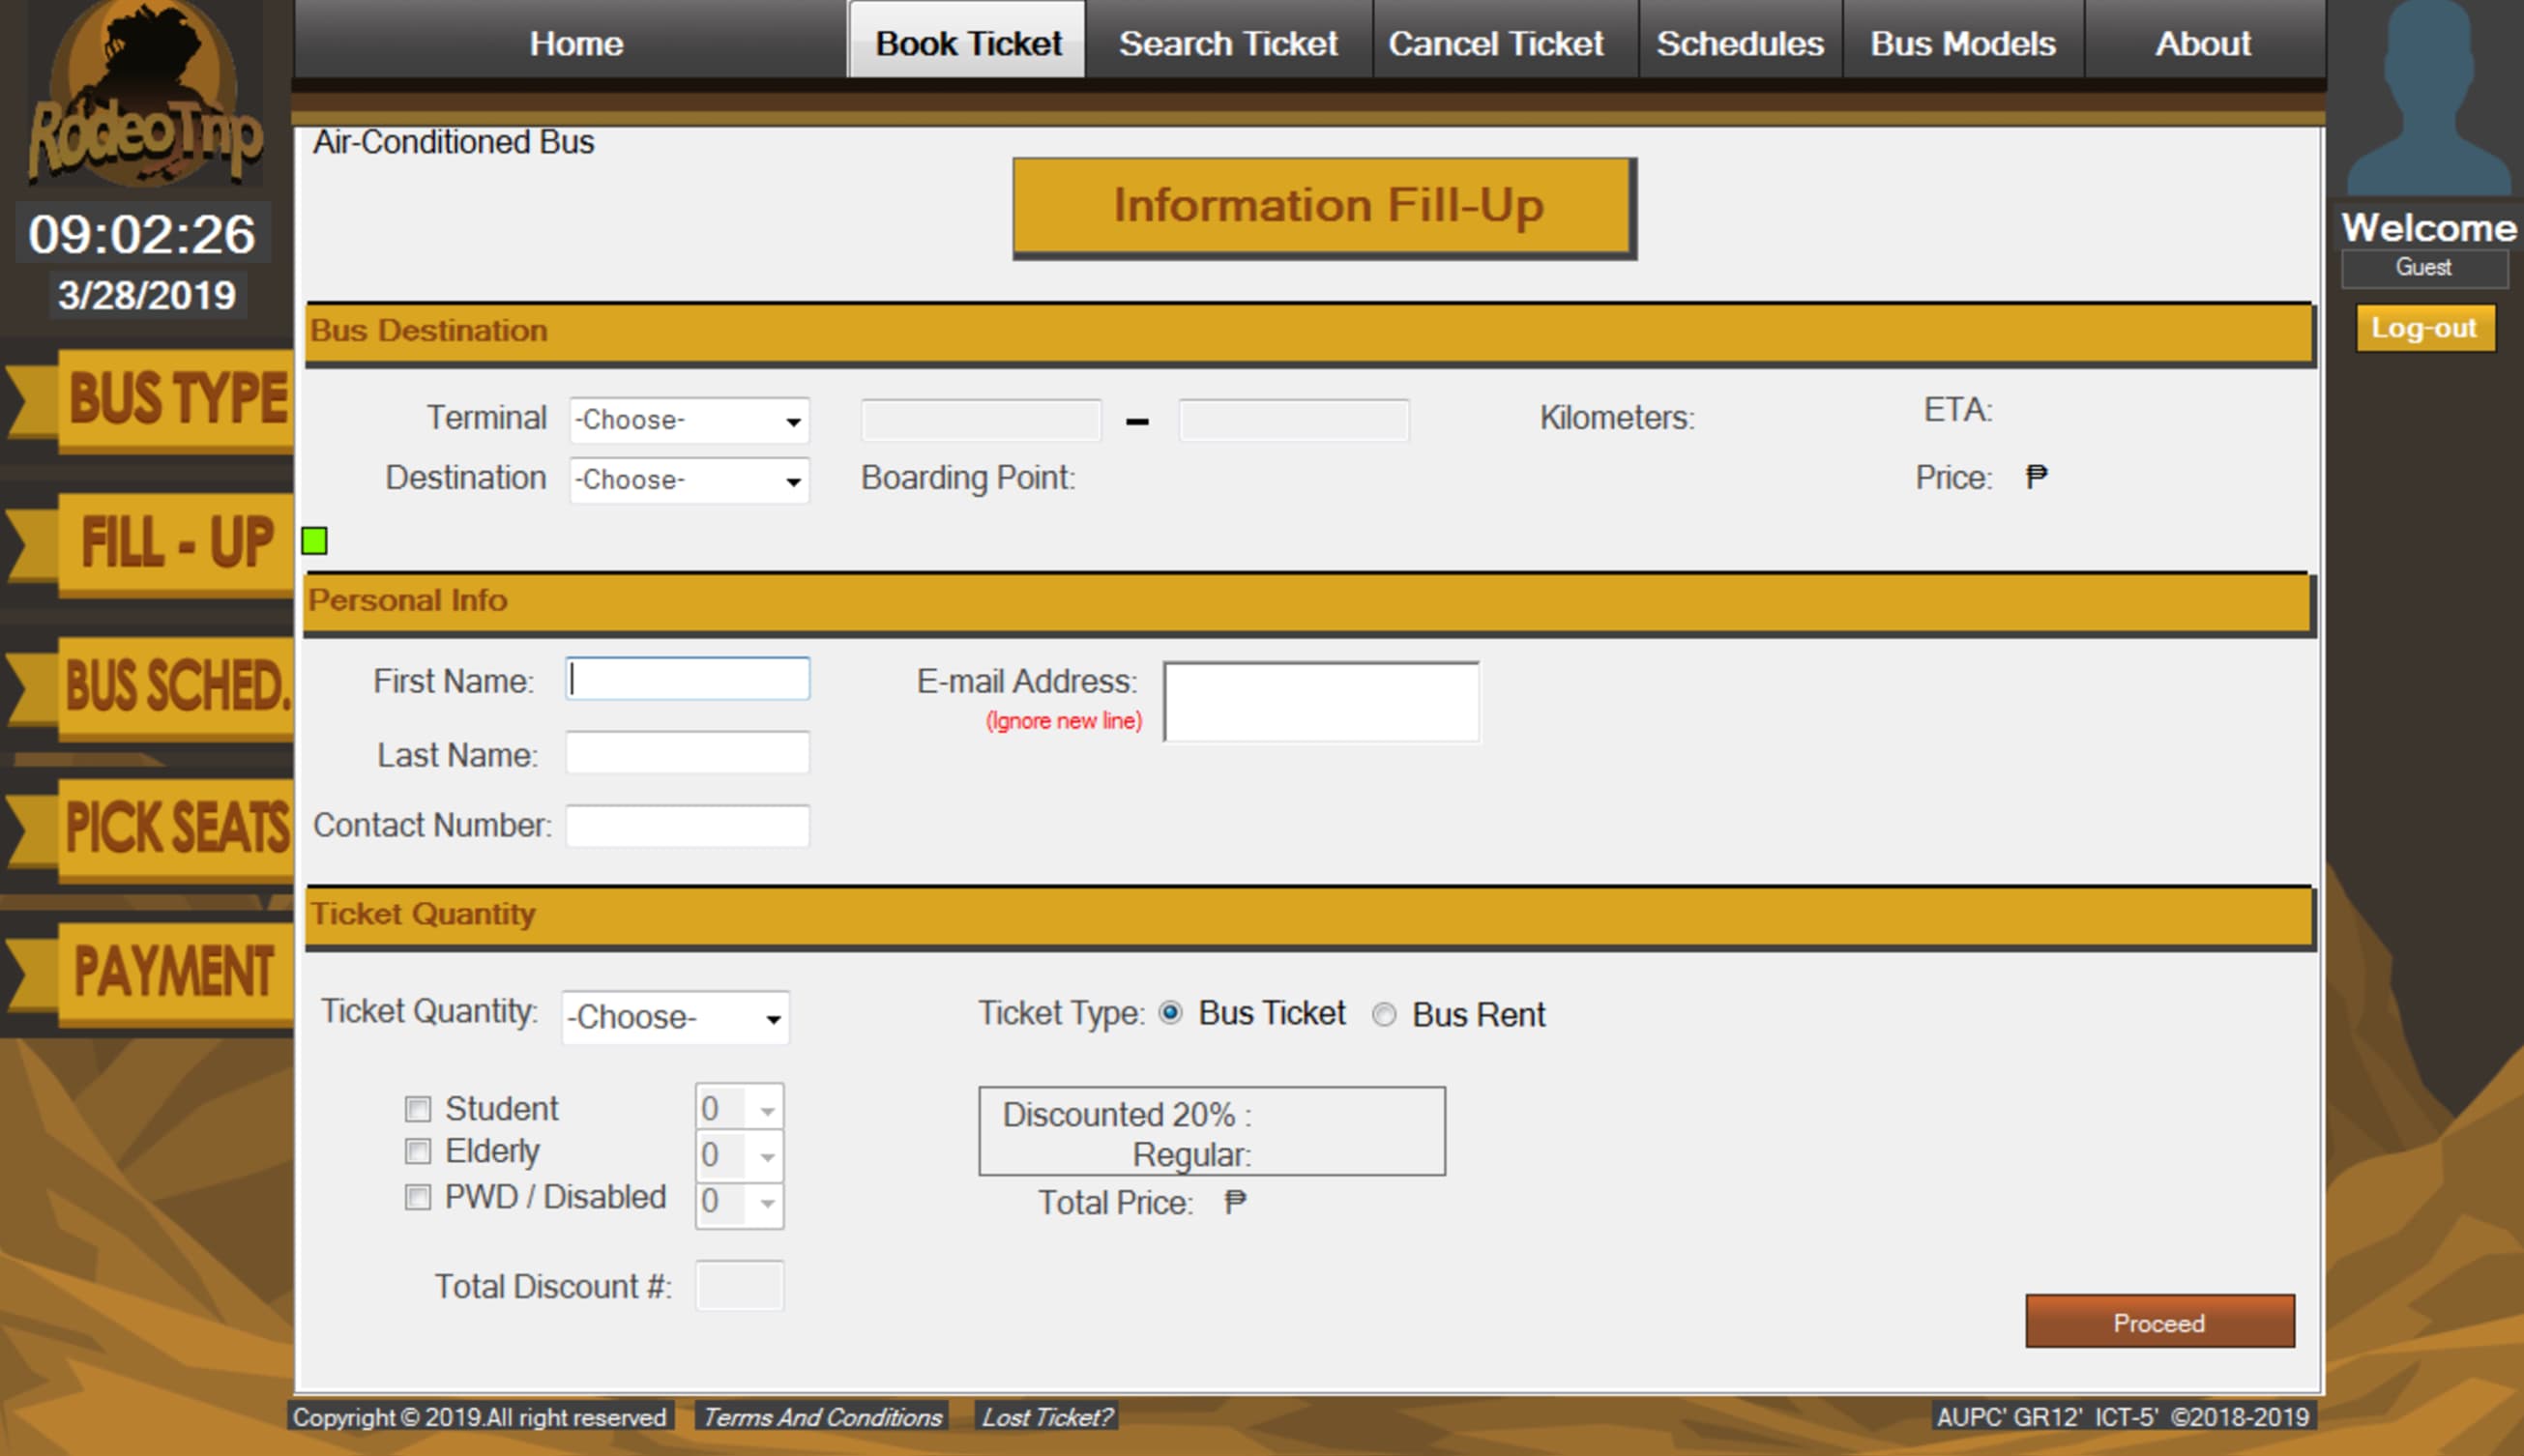 RodeoTrip
Home Book Ticket Search Ticket Cancel Ticket Schedules Bus Models About
09:02:26
3/28/2019
BUS TYPE
FILL - UP
BUS SCHED.
PICK SEATS
PAYMENT
Welcome
Guest
Log-out
Air-Conditioned Bus
Information Fill-Up
Bus Destination
Terminal -Choose- - Kilometers: ETA:
Destination -Choose- Boarding Point: Price: ₱
Personal Info
First Name: E-mail Address:
(Ignore new line)
Last Name:
Contact Number:
Ticket Quantity
Ticket Quantity: -Choose- Ticket Type: Bus Ticket Bus Rent
Student 0 Discounted 20% :
Elderly 0 Regular:
PWD / Disabled 0 Total Price: ₱
Total Discount #:
Proceed
Copyright © 2019.All right reserved Terms And Conditions Lost Ticket? AUPC' GR12' ICT-5' ©2018-2019